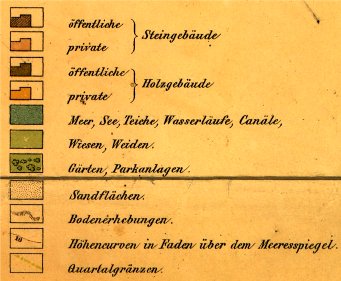 öffentliche
private
Steingebäude
öffentliche
private
Holzgebäude
Meer, See, Teiche, Wasserläufe, Canäle,
Wiesen, Weiden.
Gärten, Parkanlagen.
Sandflächen.
Bodenerhebungen.
10 Höhencurven in Faden über dem Meeresspiegel.
Quartalgränzen.